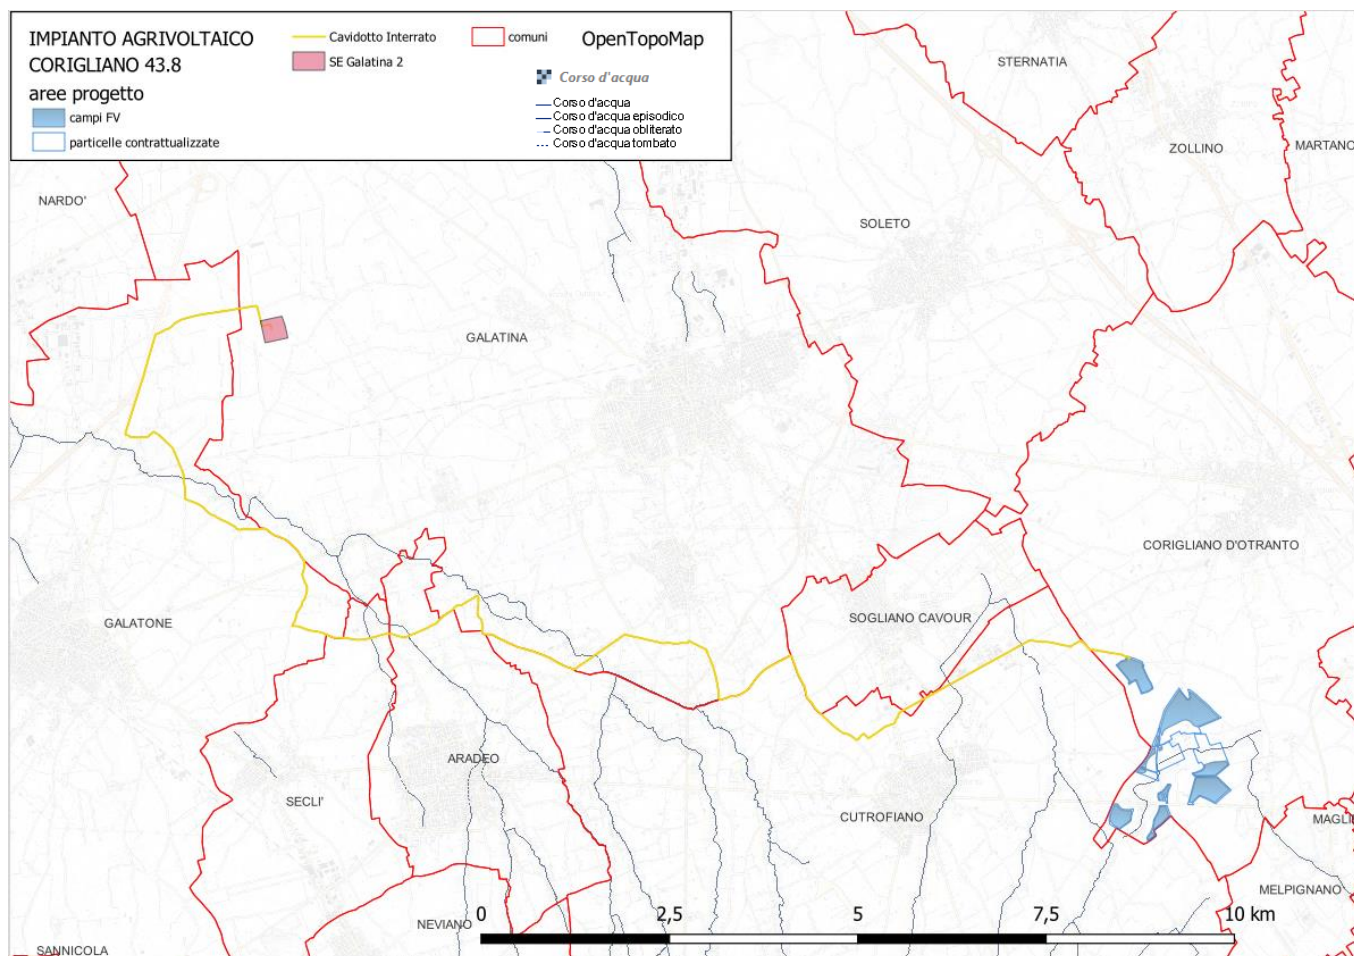 IMPIANTO AGRIVOLTAICO
CORIGLIANO 43.8
aree progetto
campi FV
particelle contrattualizzate
Cavidotto Interrato
SE Galatina 2
comuni
OpenTopoMap
Corso d'acqua
Corso d'acqua
Corso d'acqua episodico
Corso d'acqua obliterato
Corso d'acqua tombato
STERNATIA
ZOLLINO
MARTANO
NARDO'
SOLETO
GALATINA
CORIGLIANO D'OTRANTO
SOGLIANO CAVOUR
GALATONE
ARADEO
SECLI'
CUTROFIANO
MAGLI
MELPIGNANO
NEVIANO
SANNICOLA
0 2,5 5 7,5 10 km